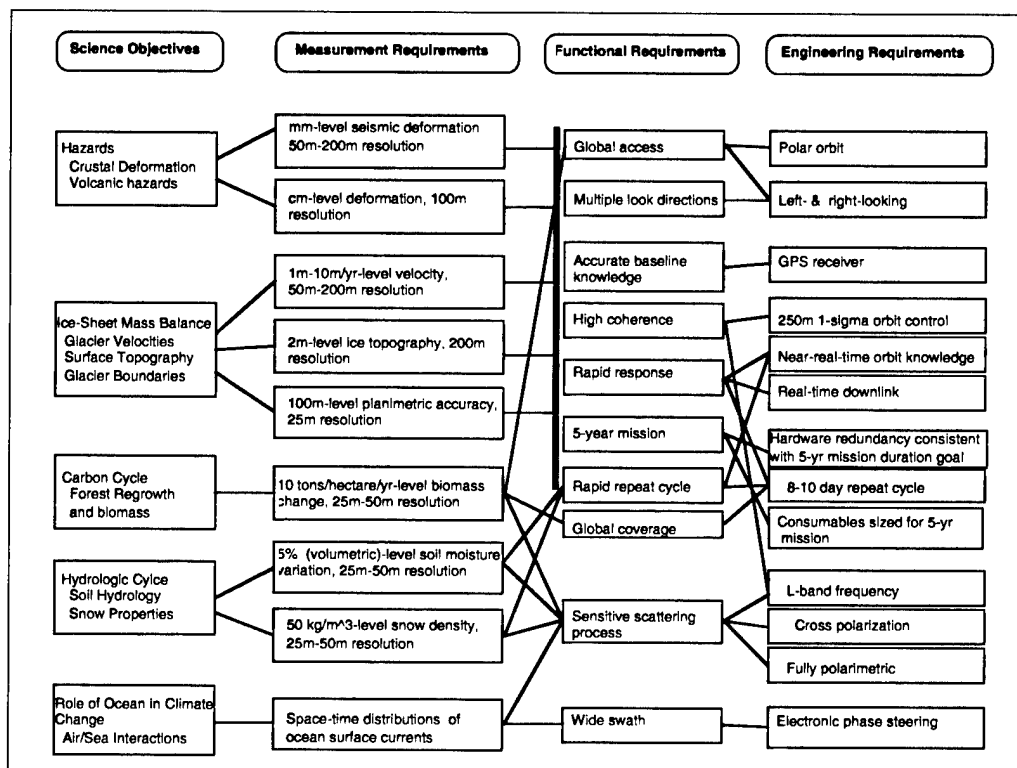 Science Objectives
Measurement Requirements
Functional Requirements
Engineering Requirements
Hazards
Crustal Deformation
Volcanic hazards
Ice-Sheet Mass Balance
Glacier Velocities
Surface Topography
Glacier Boundaries
Carbon Cycle
Forest Regrowth
and biomass
Hydrologic Cylce
Soil Hydrology
Snow Properties
Role of Ocean in Climate
Change
Air/Sea Interactions
mm-level seismic deformation
50m-200m resolution
cm-level deformation, 100m
resolution
1m-10m/yr-level velocity,
50m-200m resolution
2m-level ice topography, 200m
resolution
100m-level planimetric accuracy,
25m resolution
10 tons/hectare/yr-level biomass
change, 25m-50m resolution
5% (volumetric)-level soil moisture
variation, 25m-50m resolution
50 kg/m^3-level snow density,
25m-50m resolution
Space-time distributions of
ocean surface currents
Global access
Multiple look directions
Accurate baseline
knowledge
High coherence
Rapid response
5-year mission
Rapid repeat cycle
Global coverage
Sensitive scattering
process
Wide swath
Polar orbit
Left- & right-looking
GPS receiver
250m 1-sigma orbit control
Near-real-time orbit knowledge
Real-time downlink
Hardware redundancy consistent
with 5-yr mission duration goal
8-10 day repeat cycle
Consumables sized for 5-yr
mission
L-band frequency
Cross polarization
Fully polarimetric
Electronic phase steering